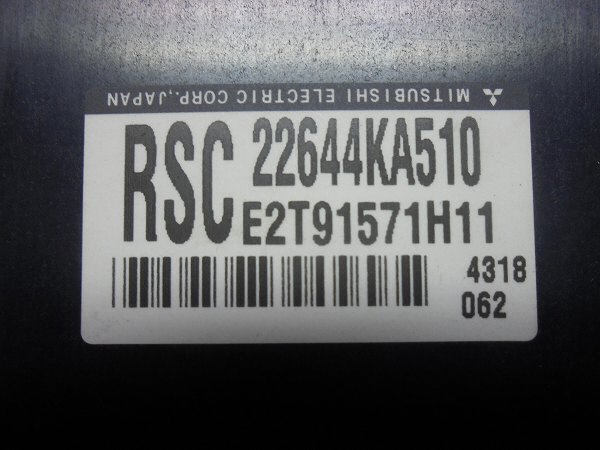 MITSUBISHI ELECTRIC CORP.,JAPAN
RSC 22644KA510
E2T91571H11
4318
062